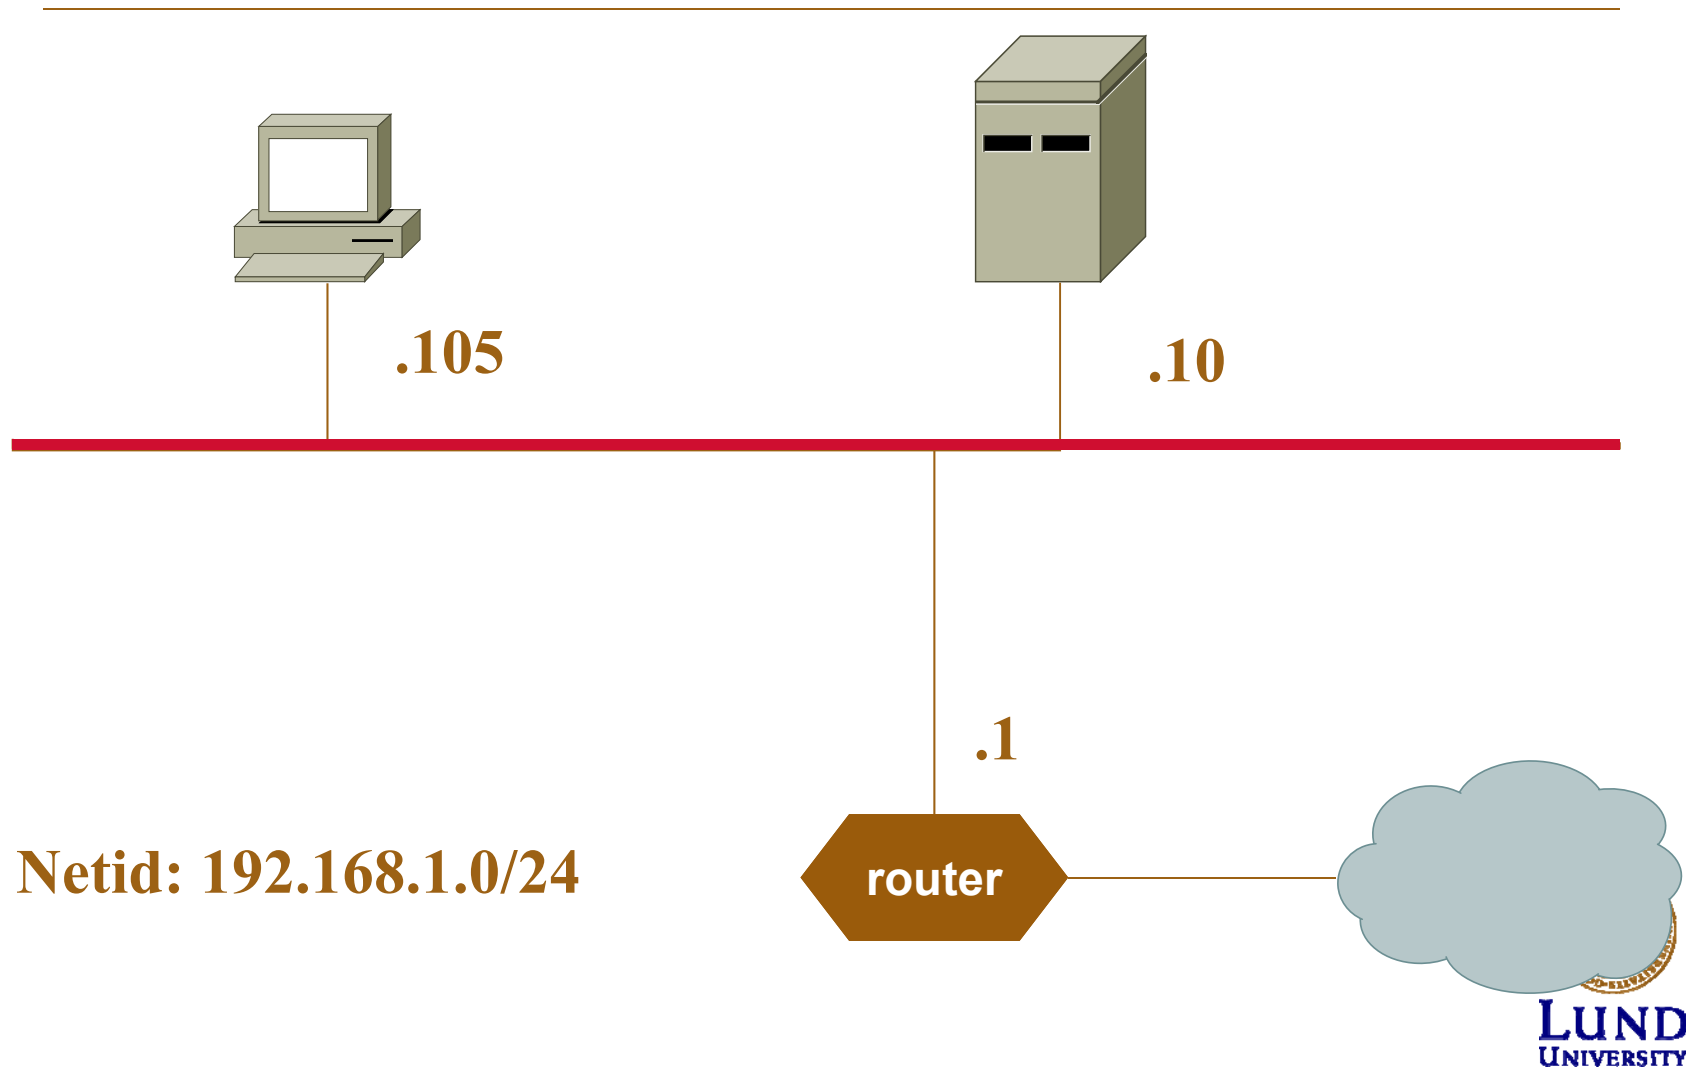 .105
.10
.1
Netid: 192.168.1.0/24
router
LUND
UNIVERSITY